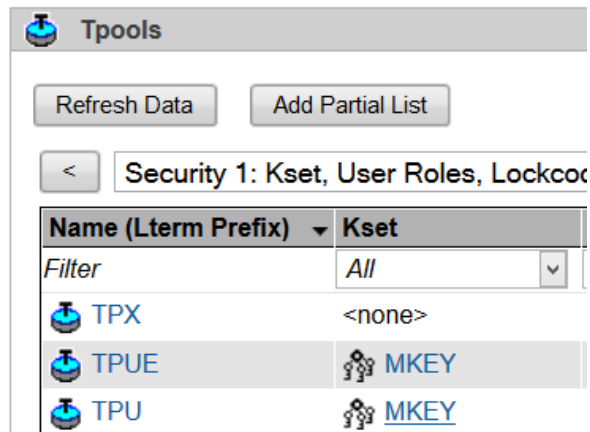 Tpools
Refresh Data Add Partial List
< Security 1: Kset, User Roles, Lockcod
Name (Lterm Prefix) Kset
Filter All
TPX <none>
TPUE MKEY
TPU MKEY